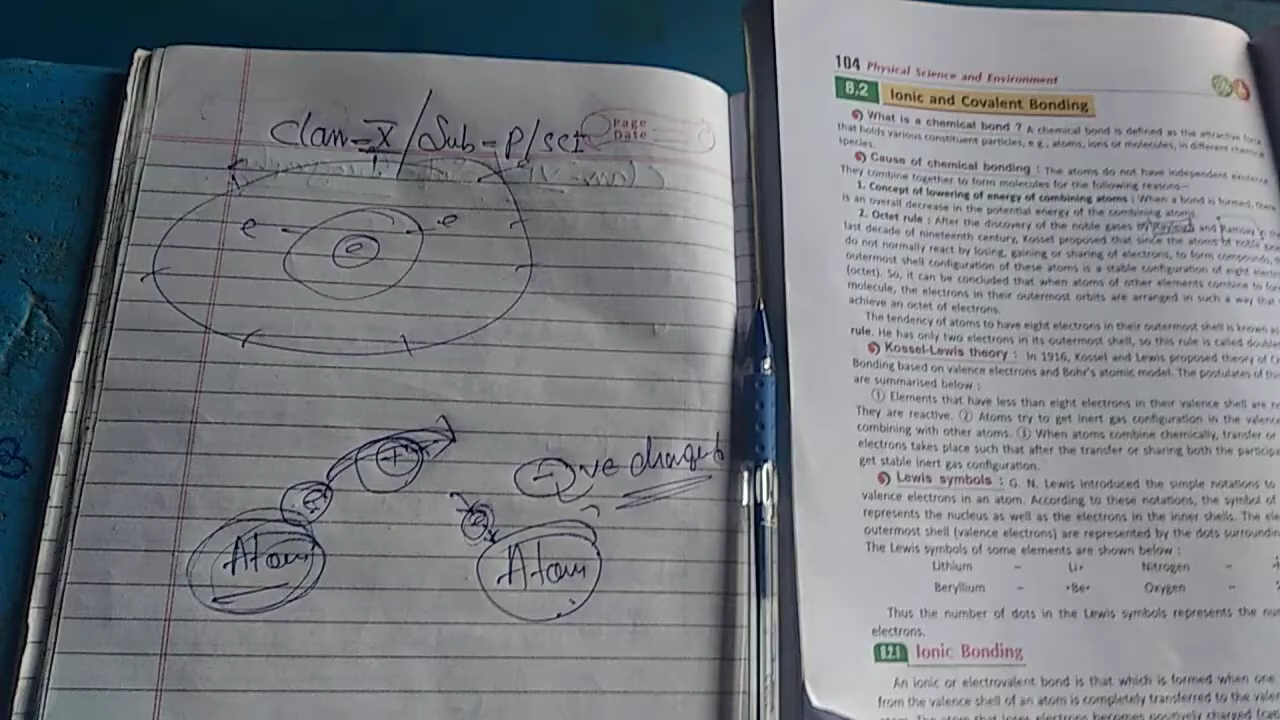 Clan-X/Sub-P/sci
Page
Date
e
e
e
+
-ve charged
e
e
Atom
Atom
104 Physical Science and Environment
8.2 Ionic and Covalent Bonding
What is a chemical bond ? A chemical bond is defined as the attractive force
that holds various constituent particles, e.g., atoms, ions or molecules, in different chemical
species.
Cause of chemical bonding : The atoms do not have independent existence
They combine together to form molecules for the following reasons—
1. Concept of lowering of energy of combining atoms : When a bond is formed, there
is an overall decrease in the potential energy of the combining atoms.
2. Octet rule : After the discovery of the noble gases by and Ramsay
last decade of nineteenth century, Kossel proposed that since the atoms of noble gases
do not normally react by losing, gaining or sharing of electrons, to form compounds,
outermost shell configuration of these atoms is a stable configuration of eight electrons
(octet). So, it can be concluded that when atoms of other elements combine to form
molecule, the electrons in their outermost orbits are arranged in such a way that
achieve an octet of electrons.
The tendency of atoms to have eight electrons in their outermost shell is known as
rule. He has only two electrons in its outermost shell, so this rule is called
Kossel-Lewis theory : In 1916, Kossel and Lewis proposed theory of
Bonding based on valence electrons and Bohr's atomic model. The postulates of
are summarised below :
① Elements that have less than eight electrons in their valence shell are
They are reactive. ② Atoms try to get inert gas configuration in the valence
combining with other atoms. ③ When atoms combine chemically, transfer or
electrons takes place such that after the transfer or sharing both the
get stable inert gas configuration.
Lewis symbols : G. N. Lewis introduced the simple notations to
valence electrons in an atom. According to these notations, the symbol of
represents the nucleus as well as the electrons in the inner shells. The
outermost shell (valence electrons) are represented by the dots
The Lewis symbols of some elements are shown below :
Lithium – Li• Nitrogen –
Beryllium – •Be• Oxygen –
Thus the number of dots in the Lewis symbols represents the
electrons.
8.2.1 Ionic Bonding
An ionic or electrovalent bond is that which is formed when one
from the valence shell of an atom is completely transferred to the
atom. The atom that loses electrons becomes positively charged